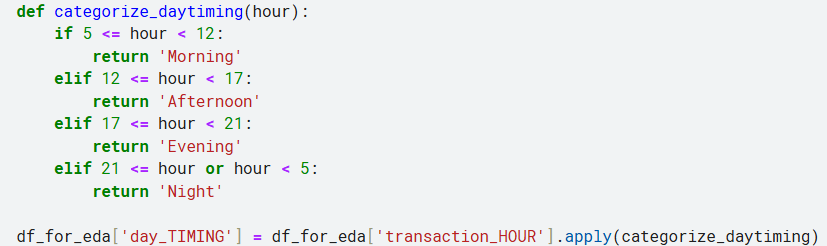 def categorize_daytiming(hour):
    if 5 <= hour < 12:
        return 'Morning'
    elif 12 <= hour < 17:
        return 'Afternoon'
    elif 17 <= hour < 21:
        return 'Evening'
    elif 21 <= hour or hour < 5:
        return 'Night'

df_for_eda['day_TIMING'] = df_for_eda['transaction_HOUR'].apply(categorize_daytiming)